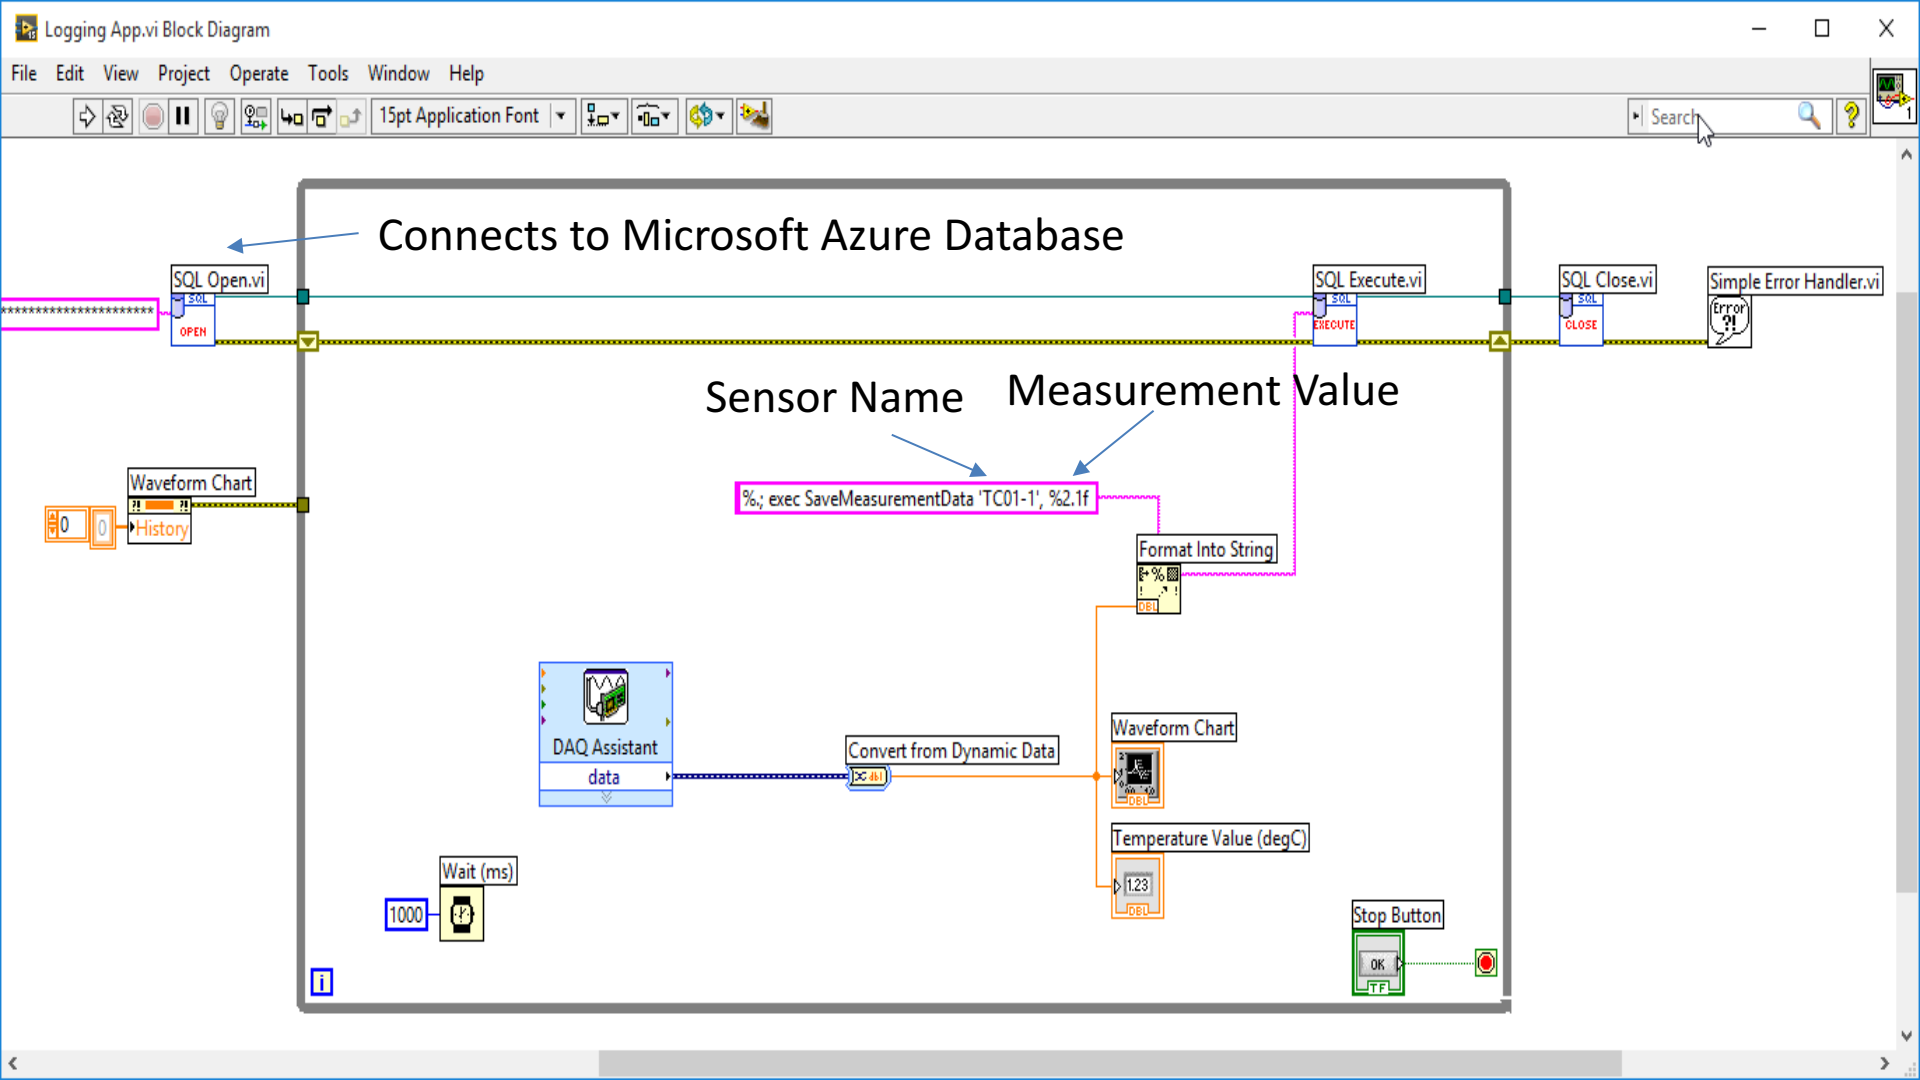 Logging App.vi Block Diagram
File Edit View Project Operate Tools Window Help
15pt Application Font
Search
?
1
Connects to Microsoft Azure Database
SQL Open.vi
SQL
OPEN
*********************
SQL Execute.vi
SQL
EXECUTE
SQL Close.vi
SQL
CLOSE
Simple Error Handler.vi
Error
?!
Sensor Name
Measurement Value
Waveform Chart
?! ?!
History
0
0
%.; exec SaveMeasurementData 'TC01-1', %2.1f
Format Into String
%
DBL
DAQ Assistant
data
Convert from Dynamic Data
dbl
Waveform Chart
DBL
Temperature Value (degC)
1.23
DBL
Wait (ms)
1000
Stop Button
OK
TF
i